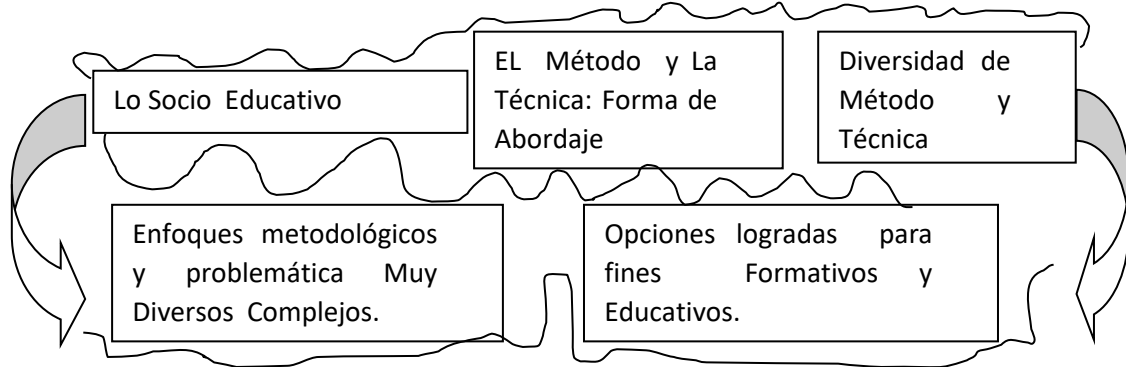 Lo Socio Educativo
EL Método y La
Técnica: Forma de
Abordaje
Diversidad de
Método y
Técnica
Enfoques metodológicos
y problemática Muy
Diversos Complejos.
Opciones logradas para
fines Formativos y
Educativos.